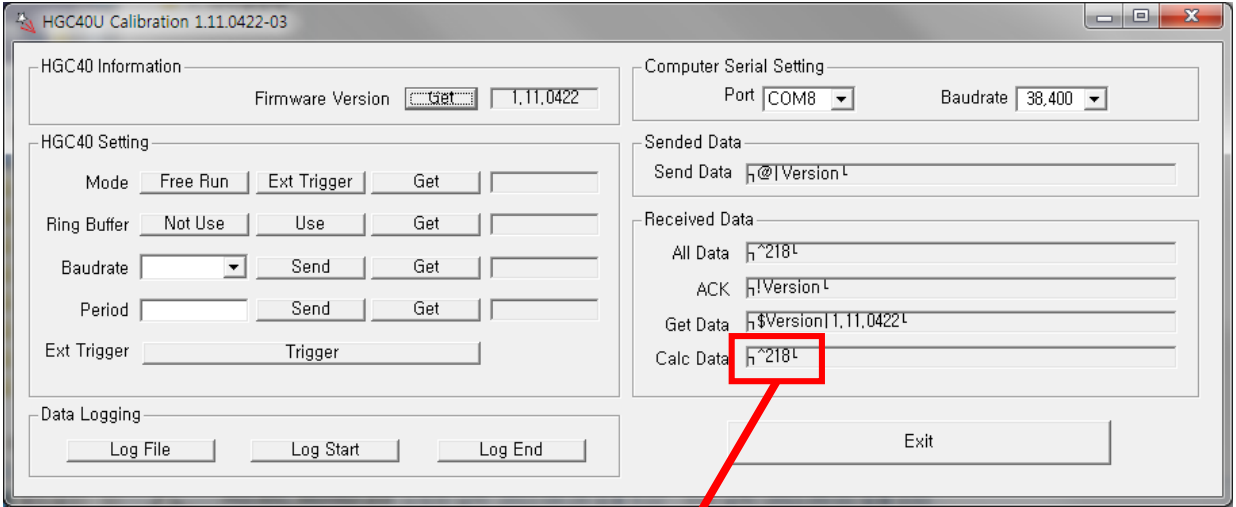 HGC40U Calibration 1.11.0422-03
HGC40 Information
Firmware Version Get 1.11.0422
HGC40 Setting
Mode Free Run Ext Trigger Get
Ring Buffer Not Use Use Get
Baudrate Send Get
Period Send Get
Ext Trigger Trigger
Data Logging
Log File Log Start Log End
Computer Serial Setting
Port COM8 Baudrate 38,400
Sended Data
Send Data ┐@|Version└
Received Data
All Data ┐^218└
ACK ┐!Version└
Get Data ┐$Version|1.11.0422└
Calc Data ┐^218└
Exit